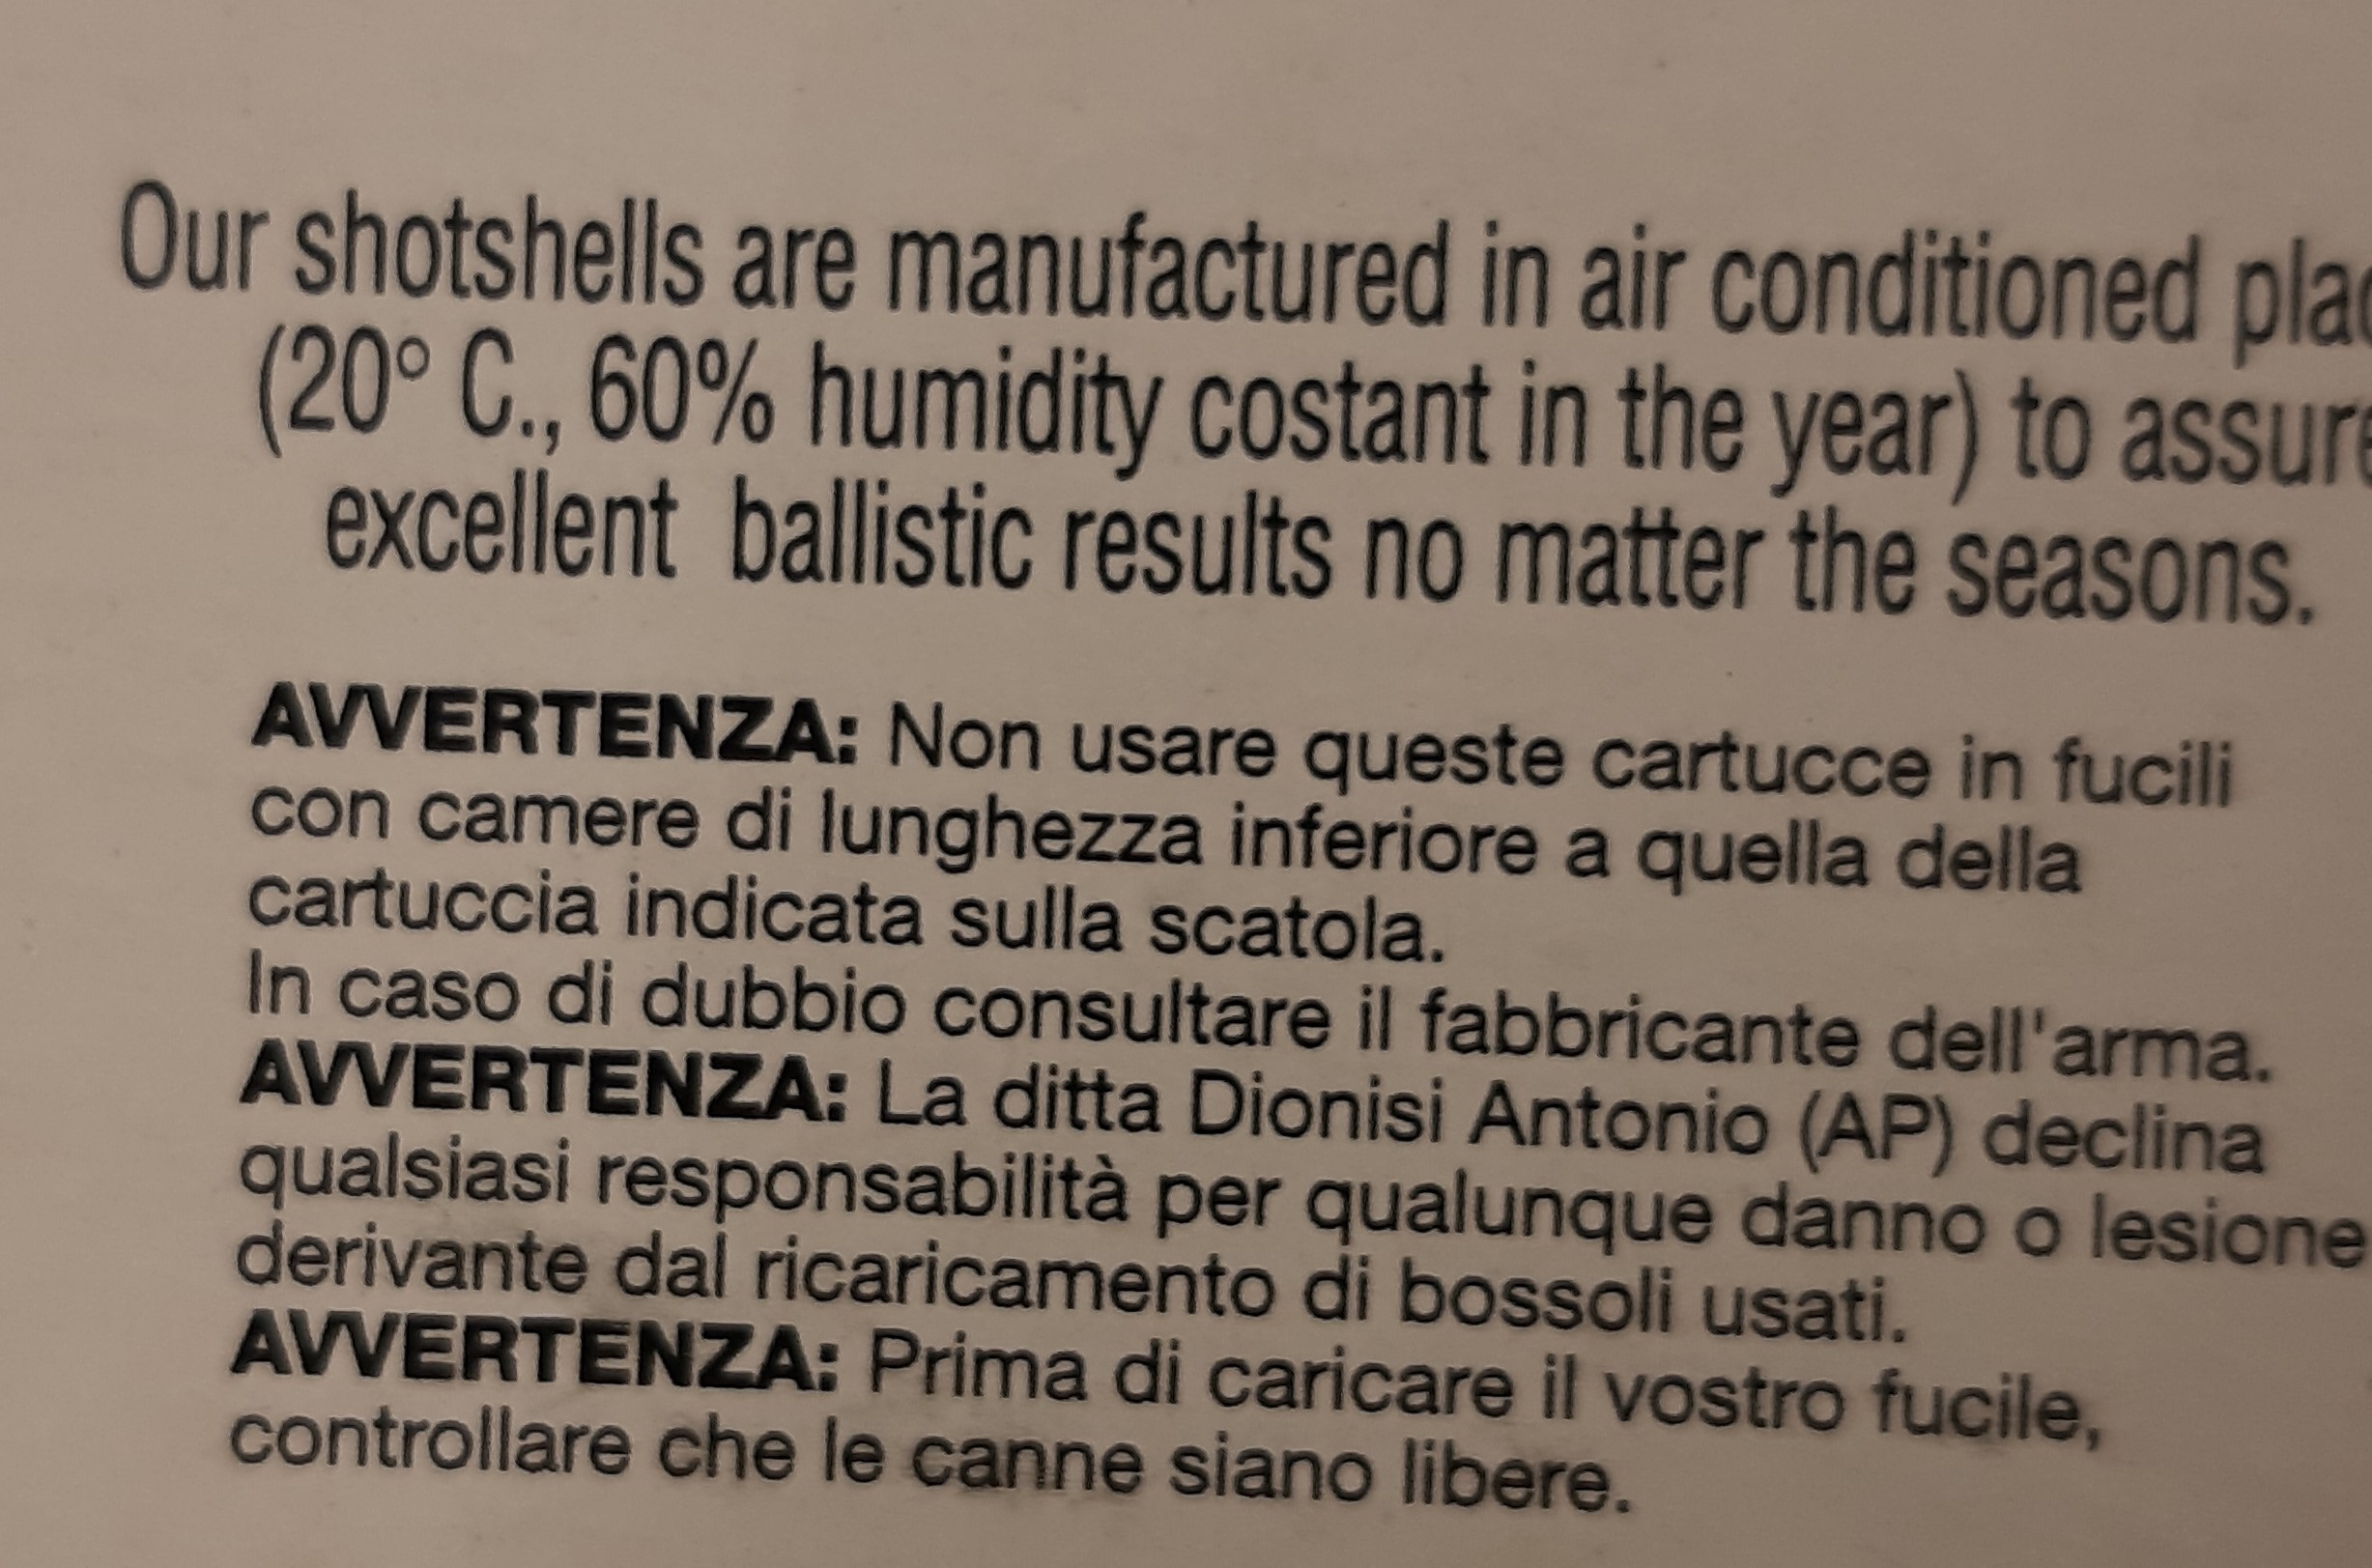 Our shotshells are manufactured in air conditioned
(20° C., 60% humidity costant in the year) to assure
excellent ballistic results no matter the seasons.
AVVERTENZA: Non usare queste cartucce in fucili
con camere di lunghezza inferiore a quella della
cartuccia indicata sulla scatola.
In caso di dubbio consultare il fabbricante dell'arma.
AVVERTENZA: La ditta Dionisi Antonio (AP) declina
qualsiasi responsabilità per qualunque danno o lesione
derivante dal ricaricamento di bossoli usati.
AVVERTENZA: Prima di caricare il vostro fucile,
controllare che le canne siano libere.